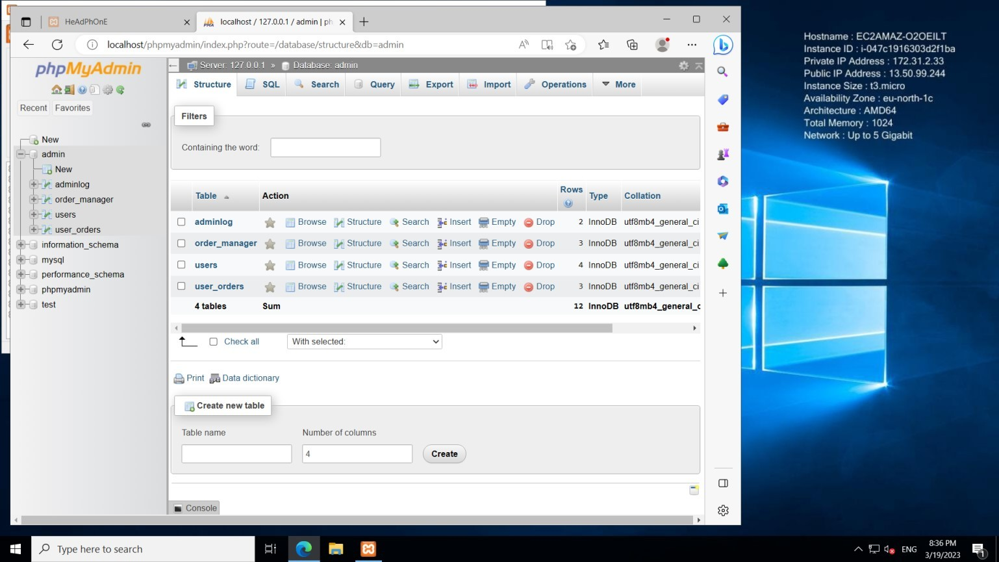 HeAdPhOnE
localhost / 127.0.0.1 / admin | ph
localhost/phpmyadmin/index.php?route=/database/structure&db=admin
phpMyAdmin
Recent
Favorites
New
admin
New
adminlog
order_manager
users
user_orders
information_schema
mysql
performance_schema
phpmyadmin
test
Server: 127.0.0.1 » Database: admin
Structure SQL Search Query Export Import Operations More
Filters
Containing the word:
Table Action Rows Type Collation
adminlog Browse Structure Search Insert Empty Drop 2 InnoDB utf8mb4_general_ci
order_manager Browse Structure Search Insert Empty Drop 3 InnoDB utf8mb4_general_ci
users Browse Structure Search Insert Empty Drop 4 InnoDB utf8mb4_general_ci
user_orders Browse Structure Search Insert Empty Drop 3 InnoDB utf8mb4_general_ci
4 tables Sum 12 InnoDB utf8mb4_general_c
Check all With selected:
Print Data dictionary
Create new table
Table name Number of columns
4 Create
Console
Hostname : EC2AMAZ-O2OEILT
Instance ID : i-047c1916303d2f1ba
Private IP Address : 172.31.2.33
Public IP Address : 13.50.99.244
Instance Size : t3.micro
Availability Zone : eu-north-1c
Architecture : AMD64
Total Memory : 1024
Network : Up to 5 Gigabit
Type here to search
ENG
8:36 PM
3/19/2023
1